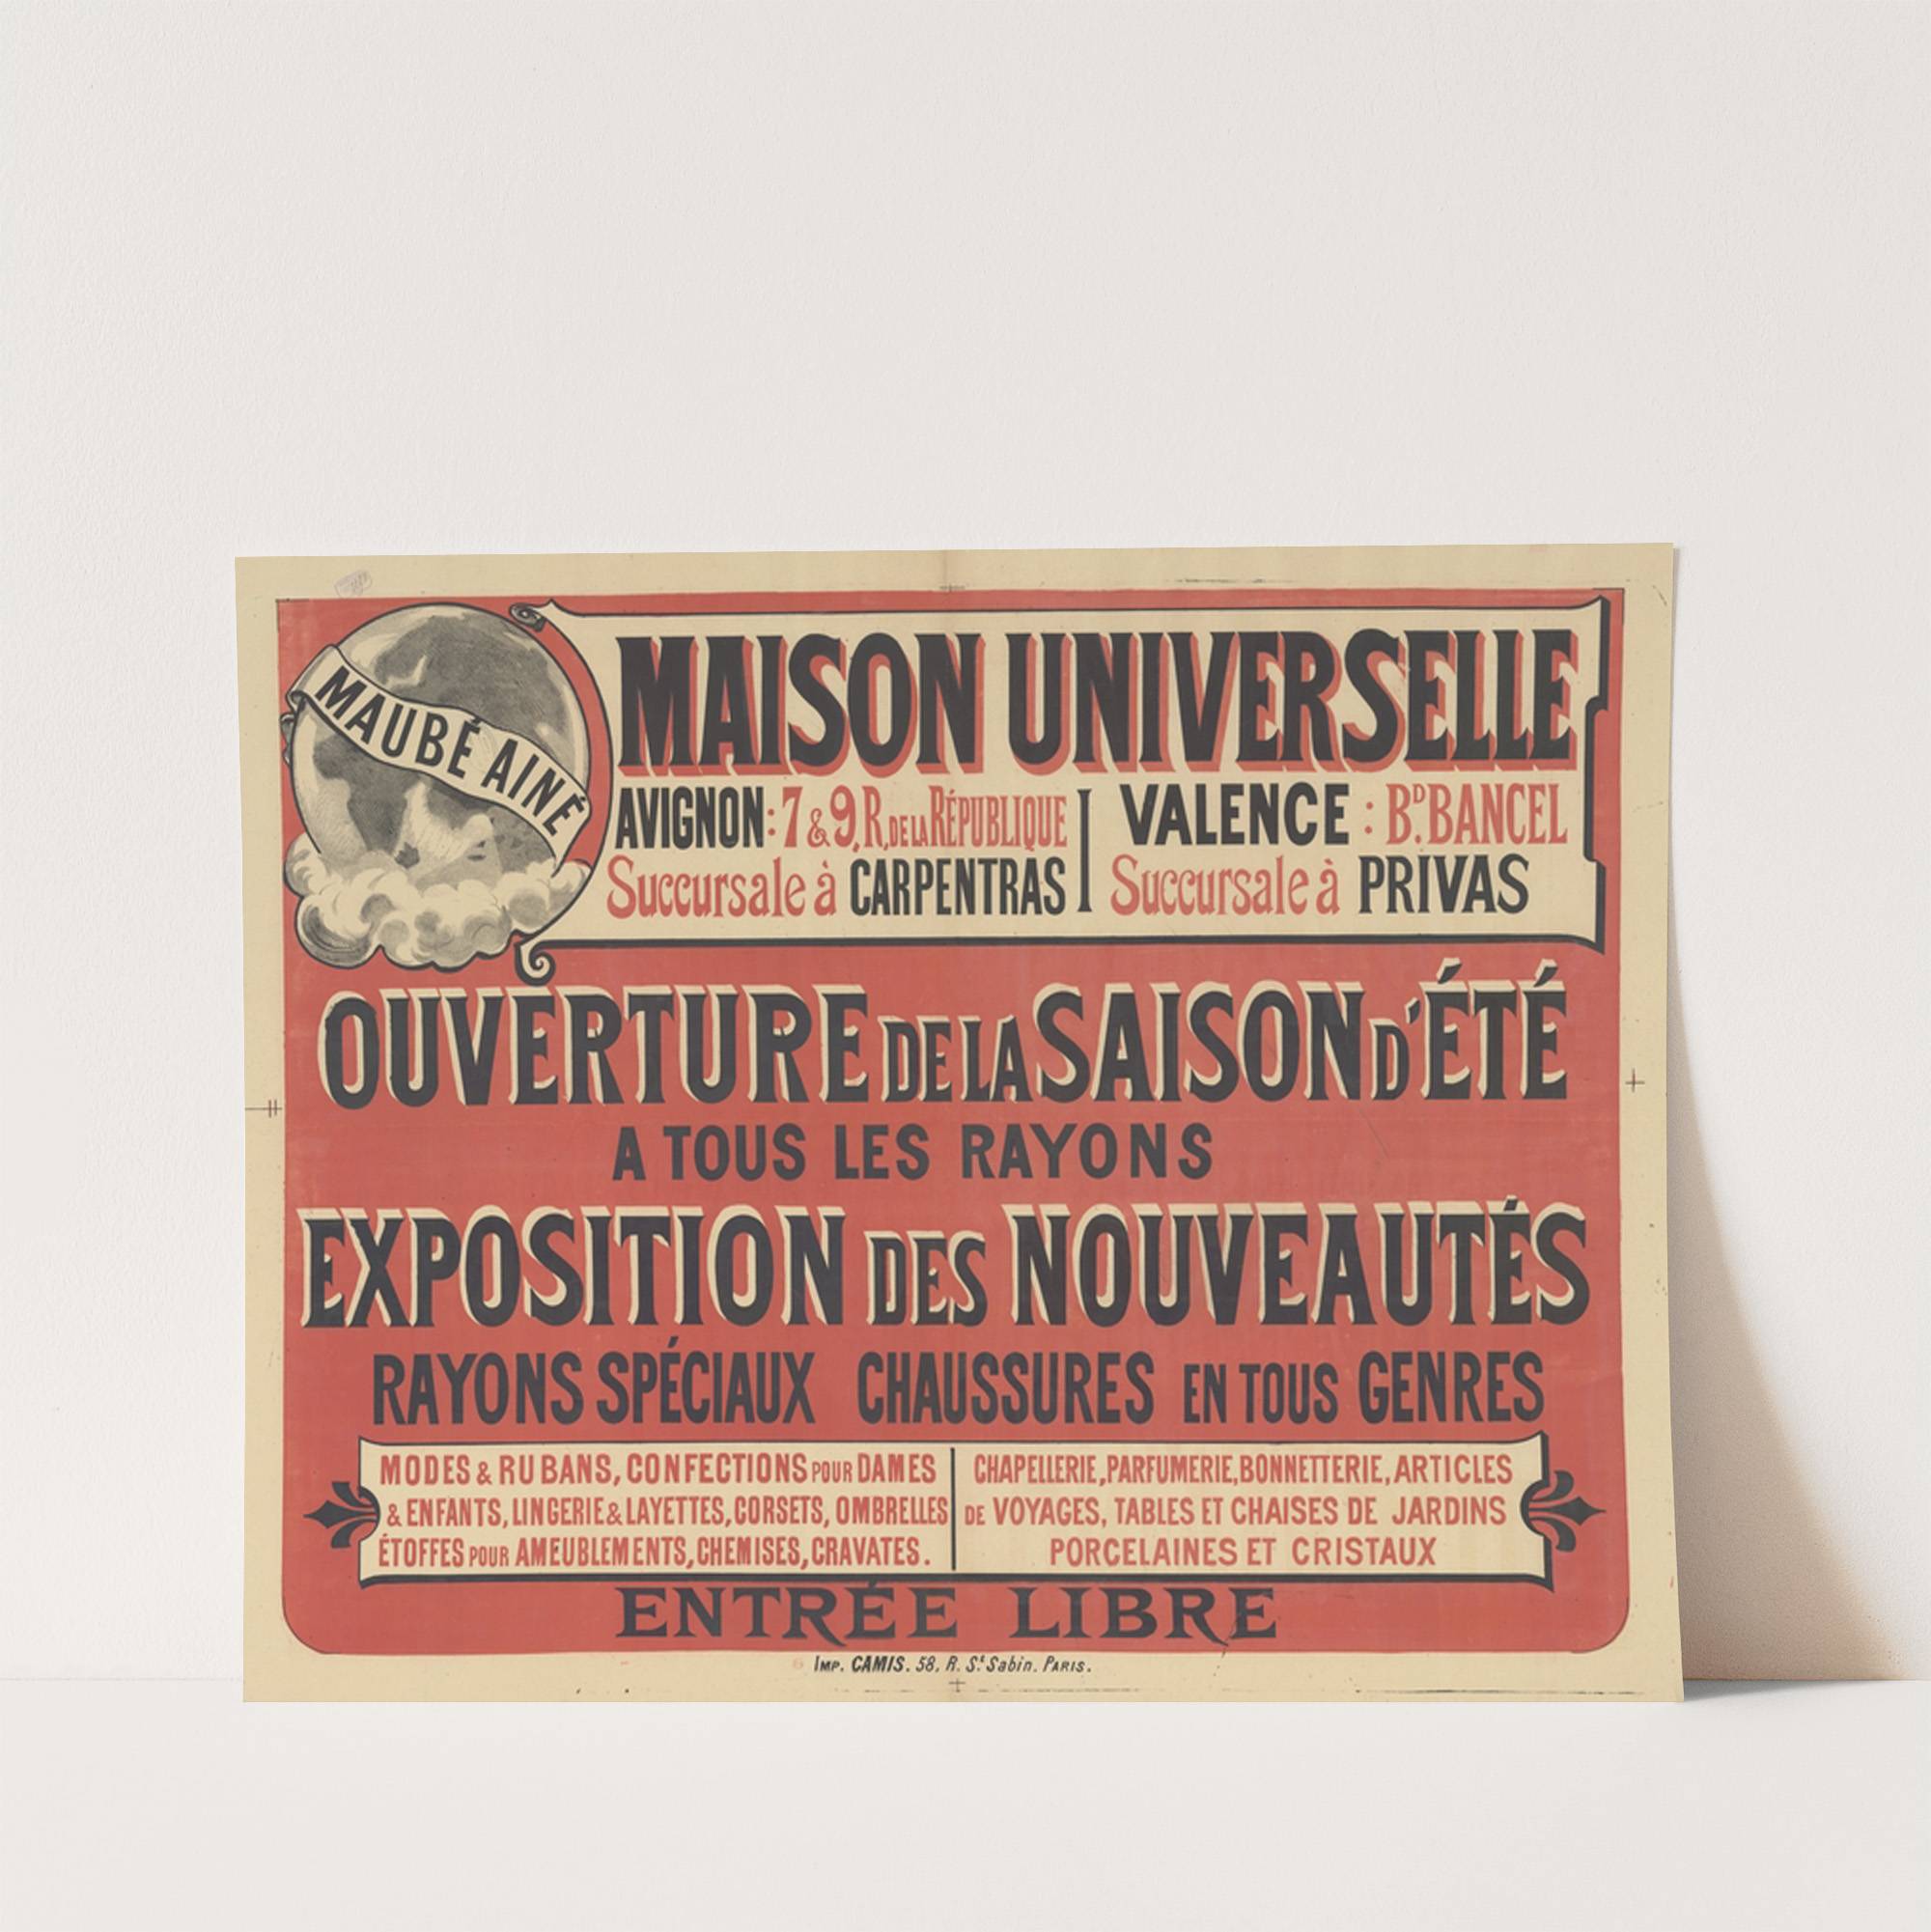 MAUBÉ AINÉ
MAISON UNIVERSELLE
AVIGNON: 7 & 9, R. DE LA RÉPUBLIQUE
Succursale à CARPENTRAS
VALENCE : BD. BANCEL
Succursale à PRIVAS
OUVERTURE DE LA SAISON D'ÉTÉ
A TOUS LES RAYONS
EXPOSITION DES NOUVEAUTÉS
RAYONS SPÉCIAUX CHAUSSURES EN TOUS GENRES
MODES & RUBANS, CONFECTIONS POUR DAMES
& ENFANTS, LINGERIE & LAYETTES, CORSETS, OMBRELLES
ÉTOFFES POUR AMEUBLEMENTS, CHEMISES, CRAVATES.
CHAPELLERIE, PARFUMERIE, BONNETTERIE, ARTICLES
DE VOYAGES, TABLES ET CHAISES DE JARDINS
PORCELAINES ET CRISTAUX
ENTRÉE LIBRE
IMP. CAMIS. 58, R. St Sabin. PARIS.